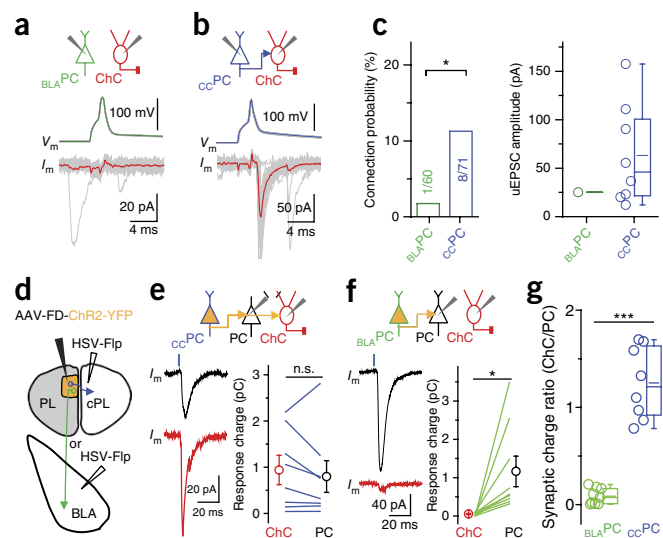 a
BLAPC ChC
100 mV
Vm
Im
20 pA
4 ms
b
CCPC ChC
100 mV
Vm
Im
50 pA
4 ms
c
Connection probability (%)
20
10
0
*
1/60
8/71
BLAPC
CCPC
uEPSC amplitude (pA)
150
100
50
0
BLAPC
CCPC
d
AAV-FD-ChR2-YFP
HSV-Flp
PL
cPL
or
HSV-Flp
BLA
e
CCPC PC ChC
Im
Im
20 pA
20 ms
Response charge (pC)
3
2
1
0
n.s.
ChC
PC
f
BLAPC PC ChC
Im
Im
40 pA
20 ms
Response charge (pC)
4
3
2
1
0
*
ChC
PC
g
Synaptic charge ratio (ChC/PC)
2
1
0
***
BLAPC
CCPC